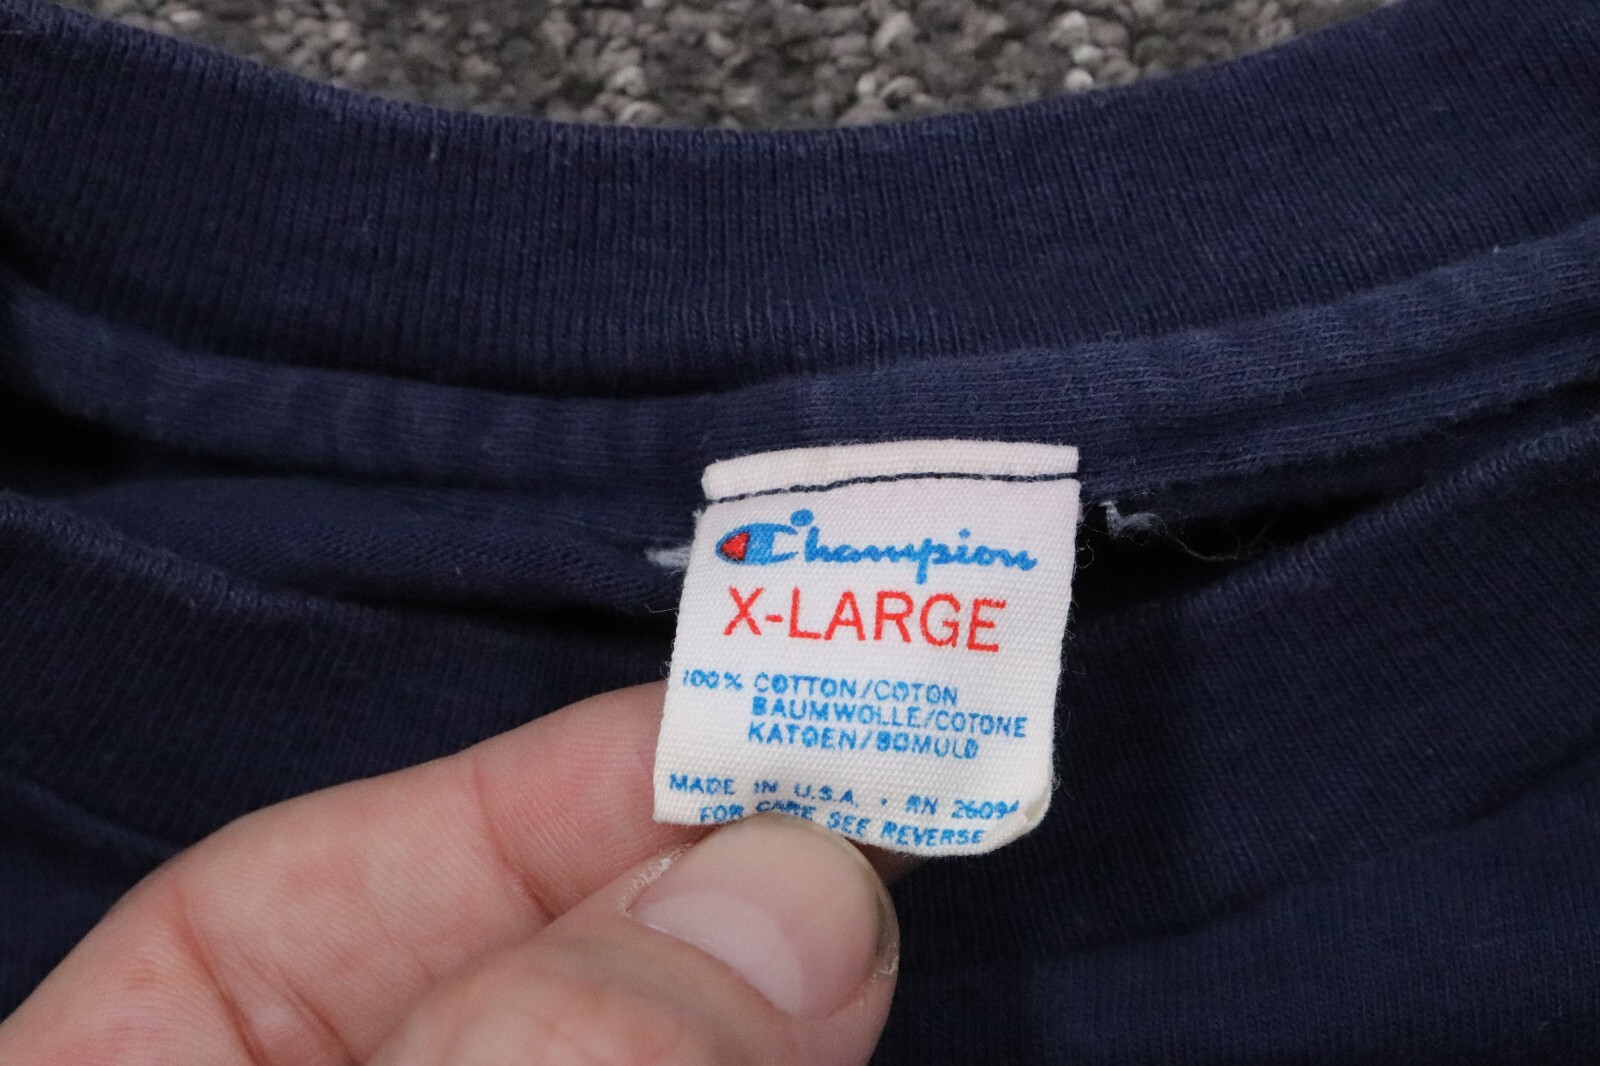 Champion
X-LARGE
100% COTTON/COTON
BAUMWOLLE/COTONE
KATOEN/BOMULD
MADE IN U.S.A. • RN 26094
FOR CARE SEE REVERSE